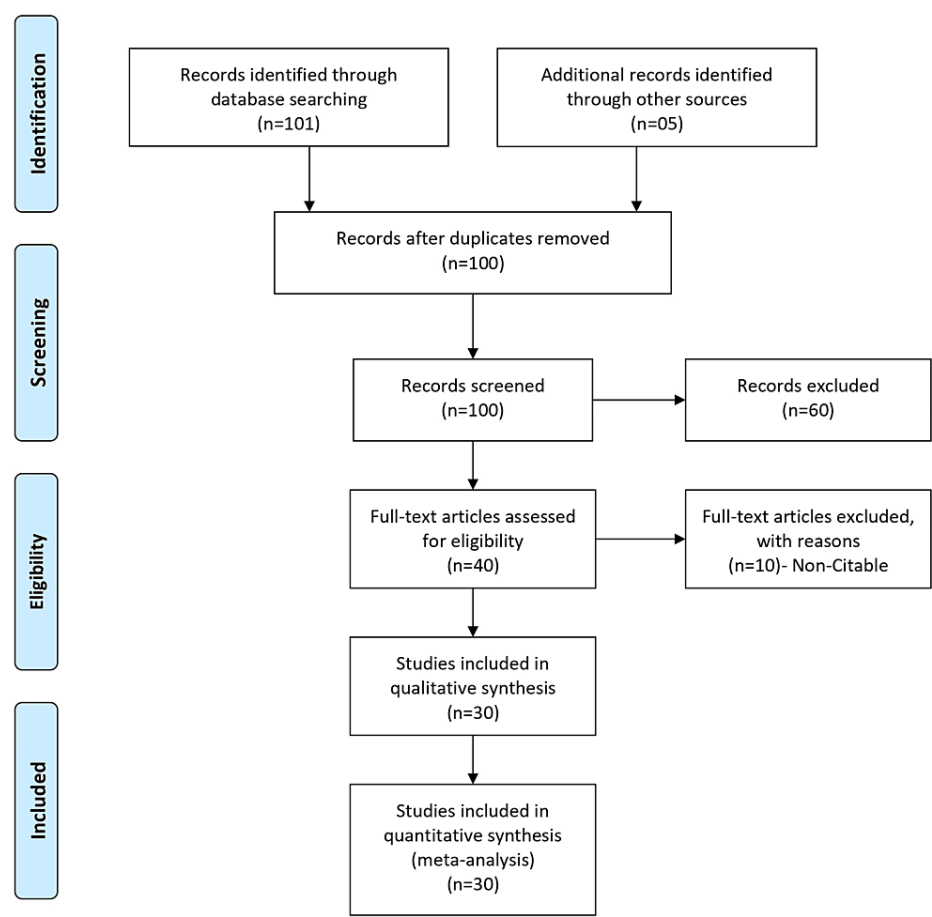 Identification
Records identified through
database searching
(n=101)
Additional records identified
through other sources
(n=05)
Records after duplicates removed
(n=100)
Screening
Records screened
(n=100)
Records excluded
(n=60)
Eligibility
Full-text articles assessed
for eligibility
(n=40)
Full-text articles excluded,
with reasons
(n=10)- Non-Citable
Studies included in
qualitative synthesis
(n=30)
Included
Studies included in
quantitative synthesis
(meta-analysis)
(n=30)